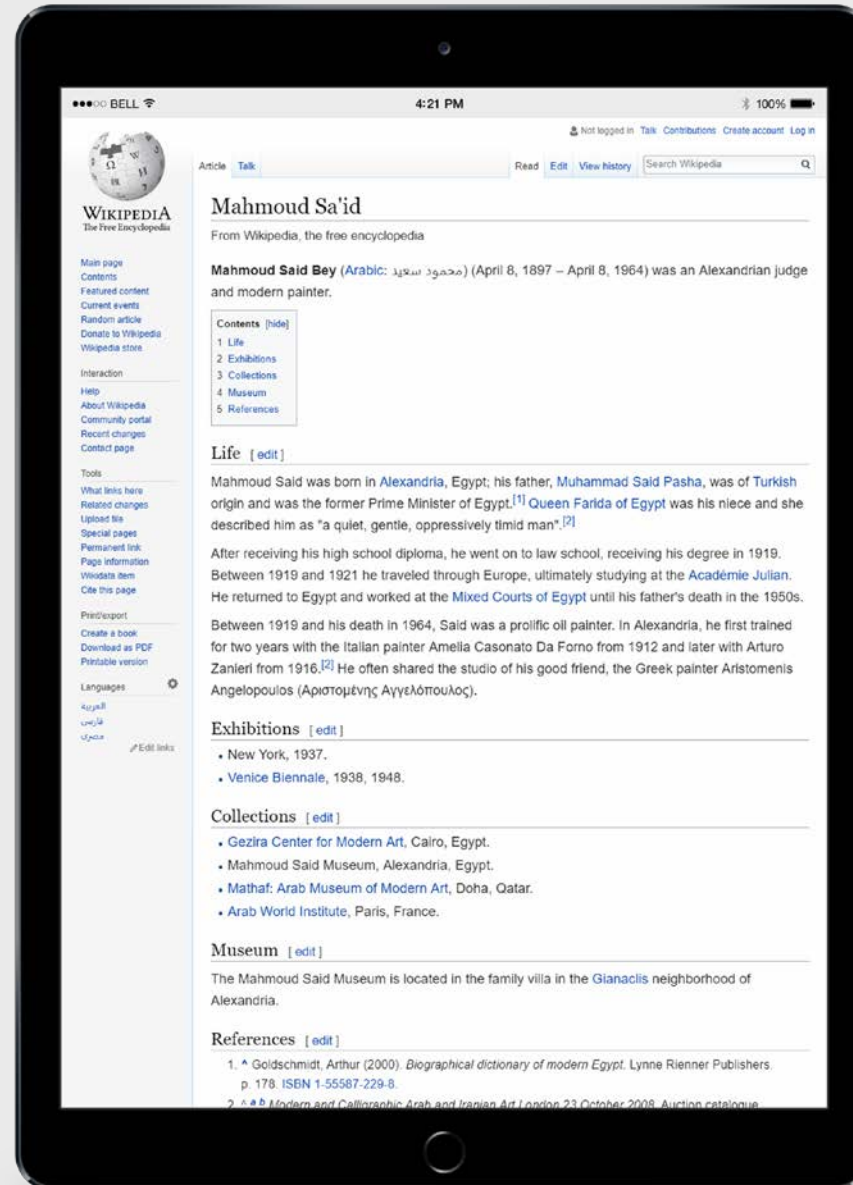 BELL
4:21 PM
100%
Not logged in Talk Contributions Create account Log in
Article Talk
Read Edit View history Search Wikipedia
WIKIPEDIA
The Free Encyclopedia
Main page
Contents
Featured content
Current events
Random article
Donate to Wikipedia
Wikipedia store
Interaction
Help
About Wikipedia
Community portal
Recent changes
Contact page
Tools
What links here
Related changes
Upload file
Special pages
Permanent link
Page information
Wikidata item
Cite this page
Print/export
Create a book
Download as PDF
Printable version
Languages
العربية
فارسی
مصرى
Edit links
Mahmoud Sa'id
From Wikipedia, the free encyclopedia
Mahmoud Said Bey (Arabic: محمود سعيد) (April 8, 1897 – April 8, 1964) was an Alexandrian judge
and modern painter.
Contents [hide]
1 Life
2 Exhibitions
3 Collections
4 Museum
5 References
Life [ edit ]
Mahmoud Said was born in Alexandria, Egypt; his father, Muhammad Said Pasha, was of Turkish
origin and was the former Prime Minister of Egypt.[1] Queen Farida of Egypt was his niece and she
described him as "a quiet, gentle, oppressively timid man".[2]
After receiving his high school diploma, he went on to law school, receiving his degree in 1919.
Between 1919 and 1921 he traveled through Europe, ultimately studying at the Académie Julian.
He returned to Egypt and worked at the Mixed Courts of Egypt until his father's death in the 1950s.
Between 1919 and his death in 1964, Said was a prolific oil painter. In Alexandria, he first trained
for two years with the Italian painter Amelia Casonato Da Forno from 1912 and later with Arturo
Zanieri from 1916.[2] He often shared the studio of his good friend, the Greek painter Aristomenis
Angelopoulos (Αριστομένης Αγγελόπουλος).
Exhibitions [ edit ]
• New York, 1937.
• Venice Biennale, 1938, 1948.
Collections [ edit ]
• Gezira Center for Modern Art, Cairo, Egypt.
• Mahmoud Said Museum, Alexandria, Egypt.
• Mathaf: Arab Museum of Modern Art, Doha, Qatar.
• Arab World Institute, Paris, France.
Museum [ edit ]
The Mahmoud Said Museum is located in the family villa in the Gianaclis neighborhood of
Alexandria.
References [ edit ]
1. ^ Goldschmidt, Arthur (2000). Biographical dictionary of modern Egypt. Lynne Rienner Publishers.
p. 178. ISBN 1-55587-229-8.
2. ^ a b Modern and Calligraphic Arab and Iranian Art London 23 October 2008. Auction catalogue